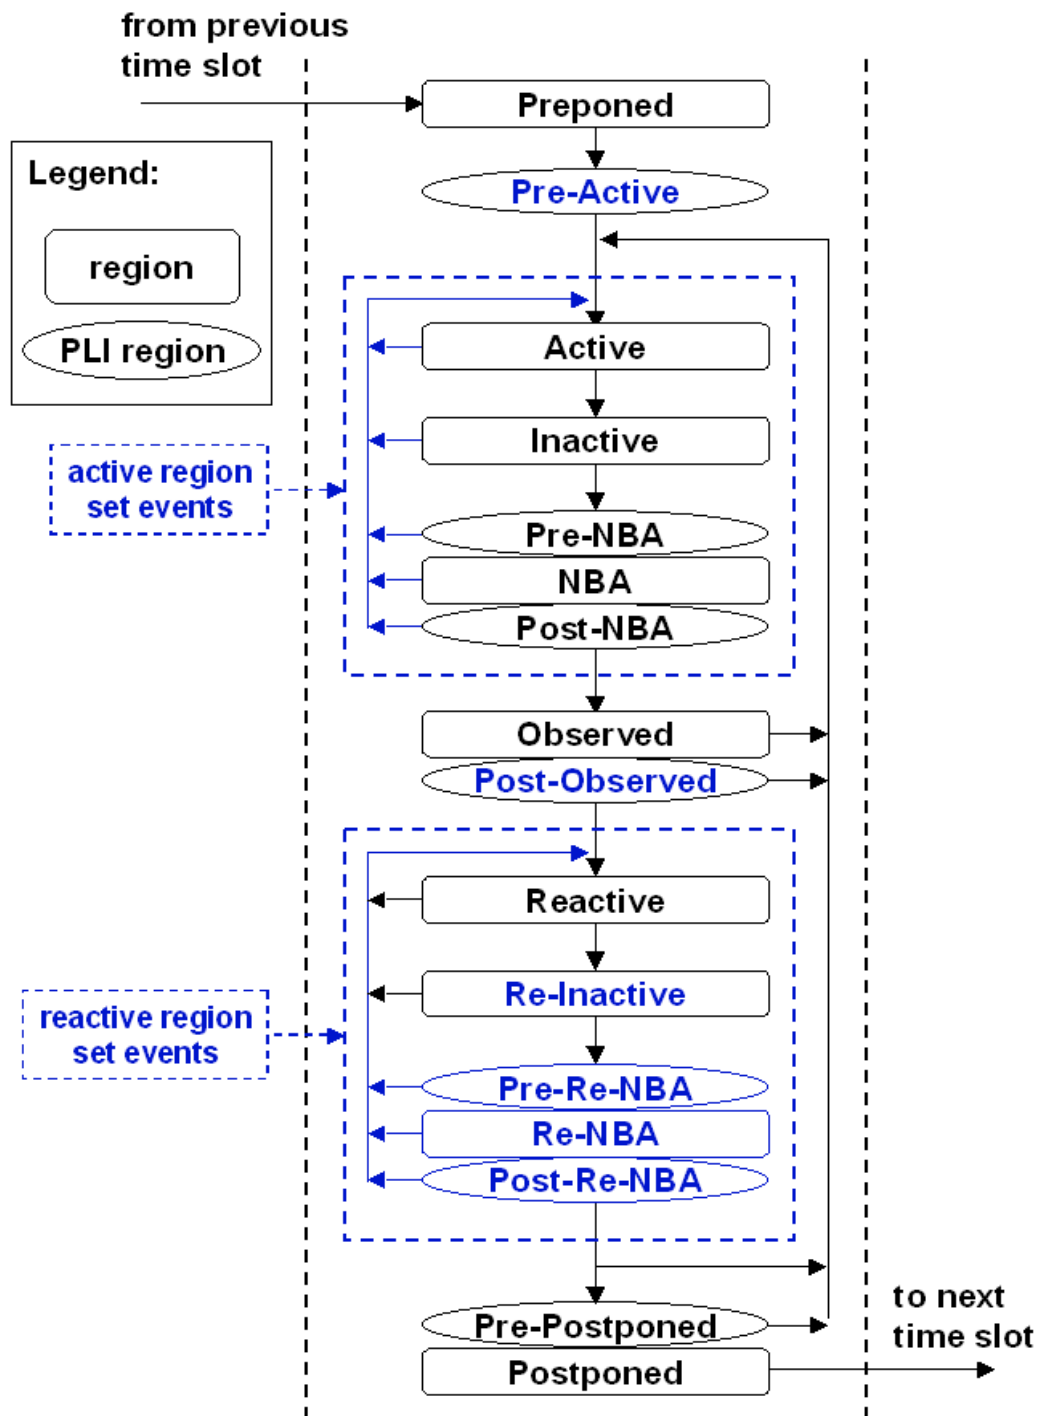 from previous
time slot
Preponed
Legend:
Pre-Active
region
PLI region
Active
Inactive
active region
set events
Pre-NBA
NBA
Post-NBA
Observed
Post-Observed
Reactive
Re-Inactive
reactive region
set events
Pre-Re-NBA
Re-NBA
Post-Re-NBA
to next
time slot
Pre-Postponed
Postponed